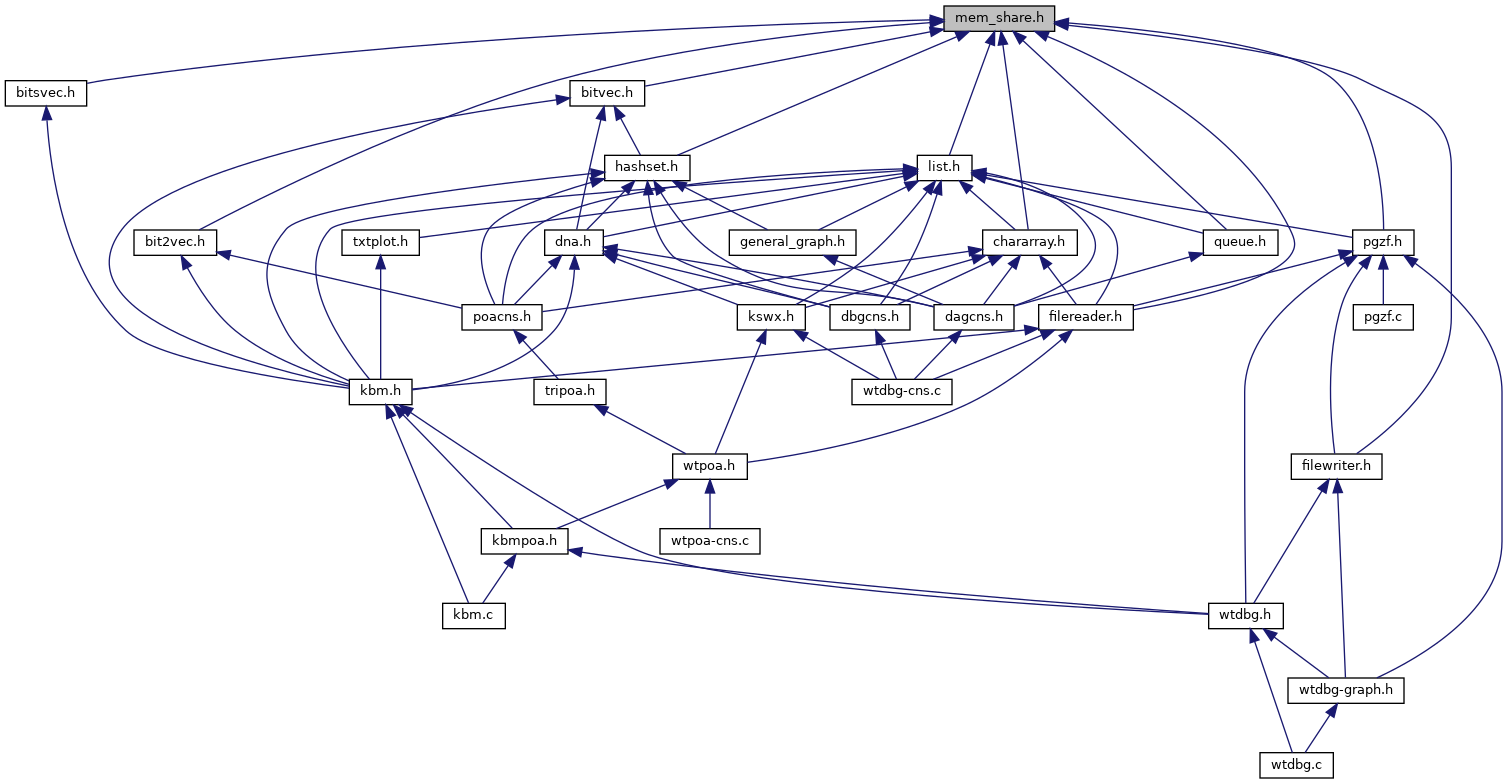 mem_share.h
bitsvec.h
bitvec.h
hashset.h
list.h
bit2vec.h
txtplot.h
dna.h
general_graph.h
chararray.h
queue.h
pgzf.h
poacns.h
kswx.h
dbgcns.h
dagcns.h
filereader.h
pgzf.c
kbm.h
tripoa.h
wtdbg-cns.c
wtpoa.h
filewriter.h
kbmpoa.h
wtpoa-cns.c
kbm.c
wtdbg.h
wtdbg-graph.h
wtdbg.c